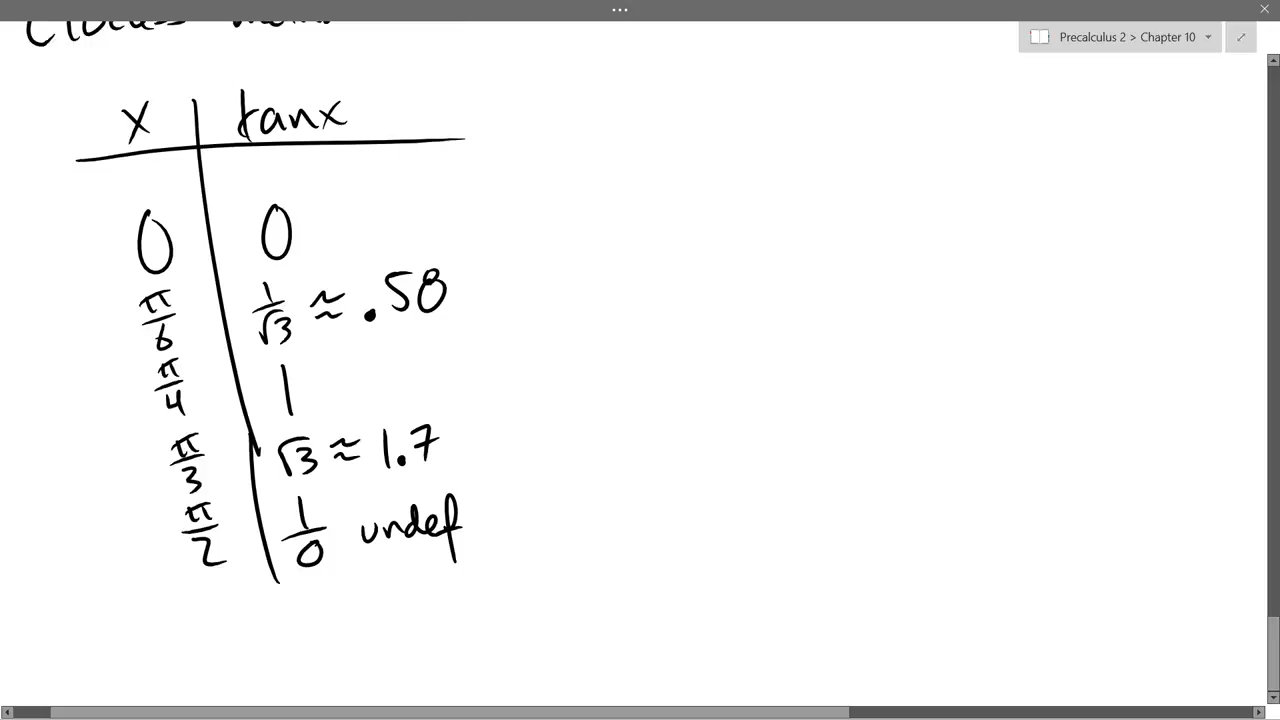 Precalculus 2 > Chapter 10
x tanx
0 0
π/6 1/√3 ≈ .58
π/4 1
π/3 √3 ≈ 1.7
π/2 1/0 undef